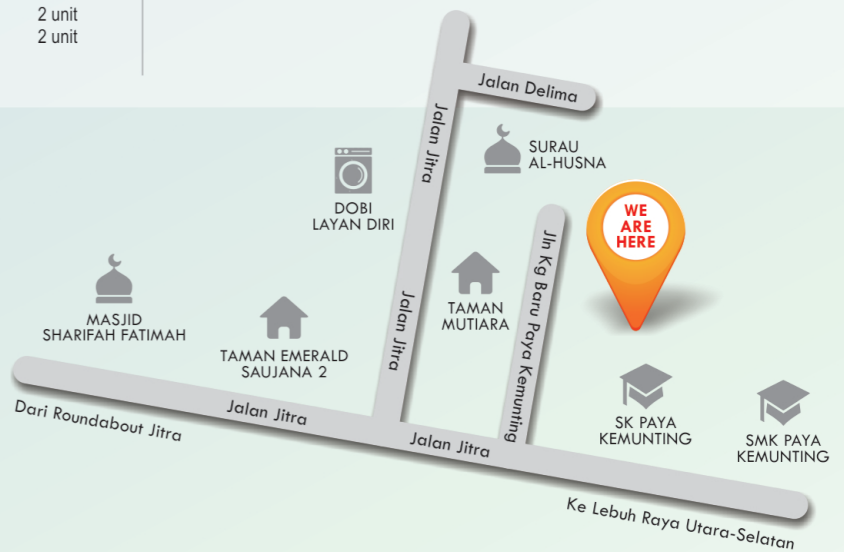 2 unit
2 unit
Jalan Delima
Jalan Jitra
SURAU
AL-HUSNA
DOBI
LAYAN DIRI
WE
ARE
HERE
Jln Kg Baru Paya Kemunting
MASJID
SHARIFAH FATIMAH
TAMAN
MUTIARA
Jalan Jitra
TAMAN EMERALD
SAUJANA 2
SK PAYA
KEMUNTING
SMK PAYA
KEMUNTING
Dari Roundabout Jitra
Jalan Jitra
Jalan Jitra
Ke Lebuh Raya Utara-Selatan